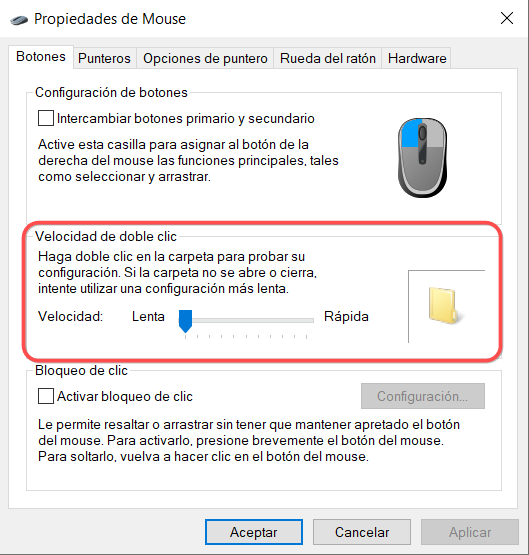 Propiedades de Mouse
Botones Punteros Opciones de puntero Rueda del ratón Hardware
Configuración de botones
Intercambiar botones primario y secundario
Active esta casilla para asignar al botón de la
derecha del mouse las funciones principales, tales
como seleccionar y arrastrar.
Velocidad de doble clic
Haga doble clic en la carpeta para probar su
configuración. Si la carpeta no se abre o cierra,
intente utilizar una configuración más lenta.
Velocidad: Lenta Rápida
Bloqueo de clic
Activar bloqueo de clic Configuración...
Le permite resaltar o arrastrar sin tener que mantener apretado el botón
del mouse. Para activarlo, presione brevemente el botón del mouse.
Para soltarlo, vuelva a hacer clic en el botón del mouse.
Aceptar Cancelar Aplicar